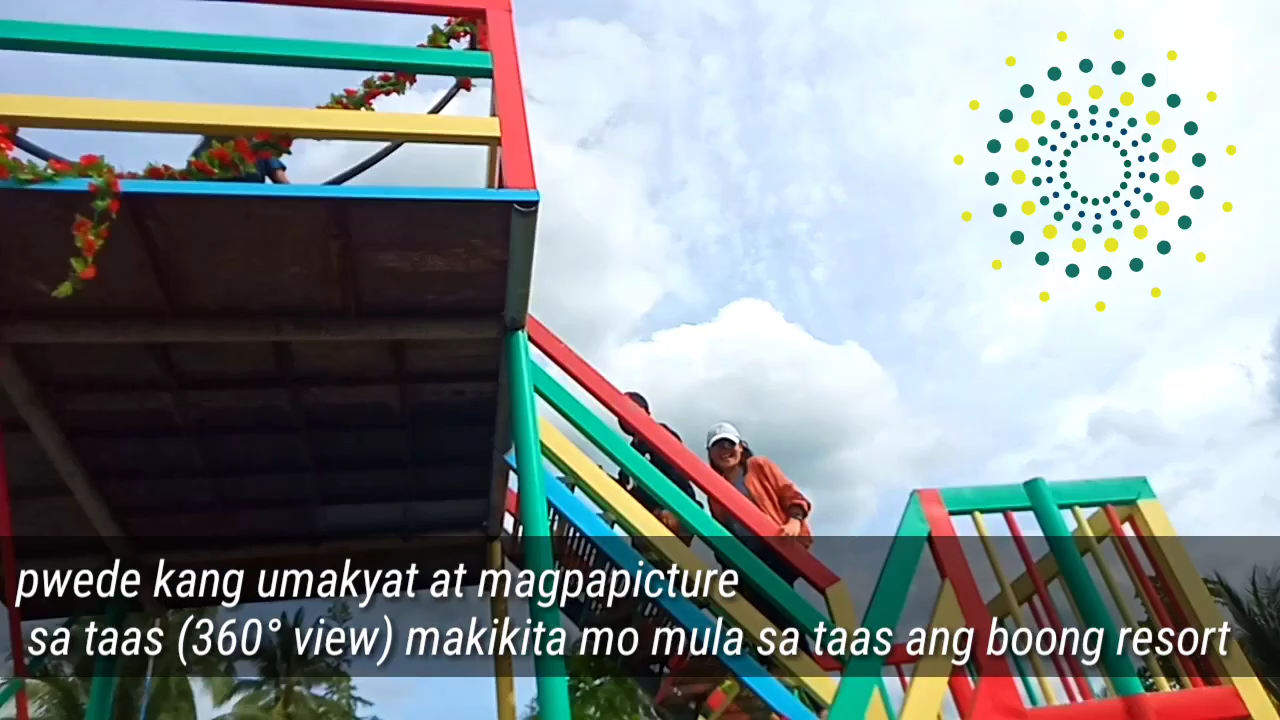 pwede kang umakyat at magpapicture
sa taas (360° view) makikita mo mula sa taas ang boong resort